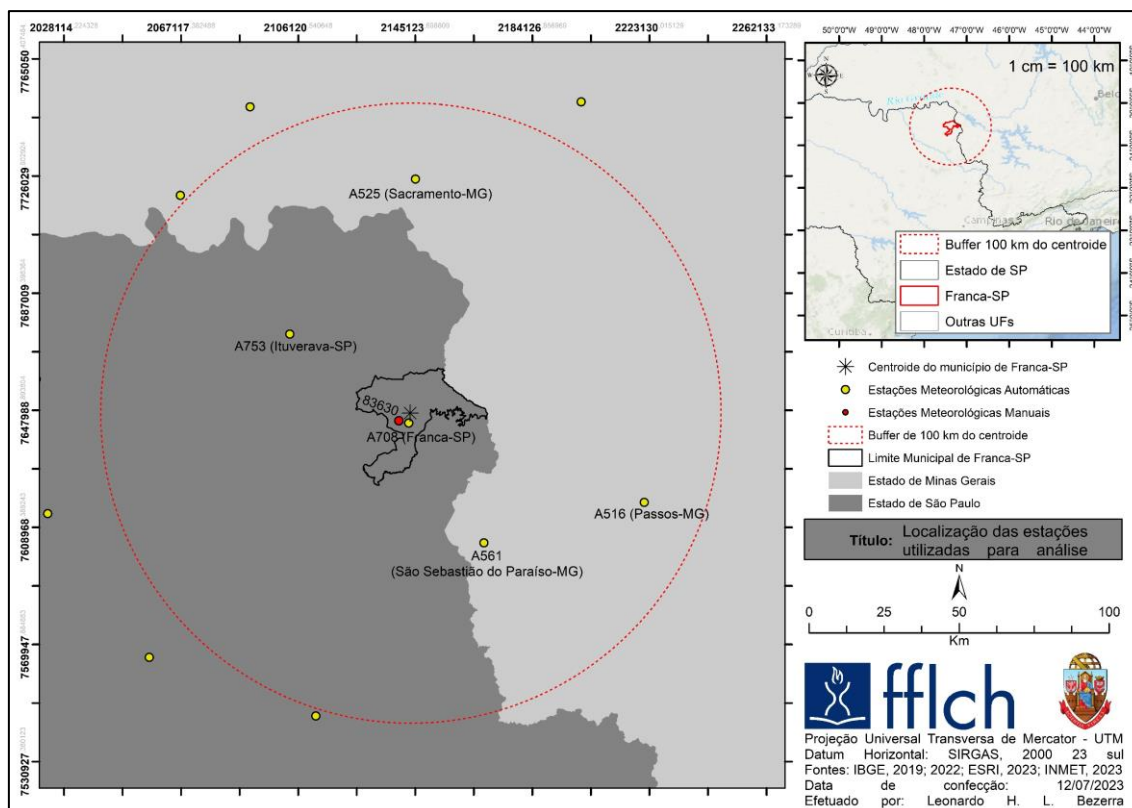 2028114 2067117 2106120 2145123 2184126 2223130 2262133
7765050
7726029
7687009
7647988
7608968
7569947
7530927
A525 (Sacramento-MG)
A753 (Ituverava-SP)
83630
A708 (Franca-SP)
A516 (Passos-MG)
A561
(São Sebastião do Paraíso-MG)
50°0'0"W 49°0'0"W 48°0'0"W 47°0'0"W 46°0'0"W 45°0'0"W 44°0'0"W
1 cm = 100 km
N
Campinas
Rio de Janeiro
Curitiba
Buffer 100 km do centroide
Estado de SP
Franca-SP
Outras UFs
Centroide do município de Franca-SP
Estações Meteorológicas Automáticas
Estações Meteorológicas Manuais
Buffer de 100 km do centroide
Limite Municipal de Franca-SP
Estado de Minas Gerais
Estado de São Paulo
Título: Localização das estações
utilizadas para análise
N
0 25 50 100
Km
fflch
Projeção Universal Transversa de Mercator - UTM
Datum Horizontal: SIRGAS, 2000 23 sul
Fontes: IBGE, 2019; 2022; ESRI, 2023; INMET, 2023
Data de confecção: 12/07/2023
Efetuado por: Leonardo H. L. Bezerra